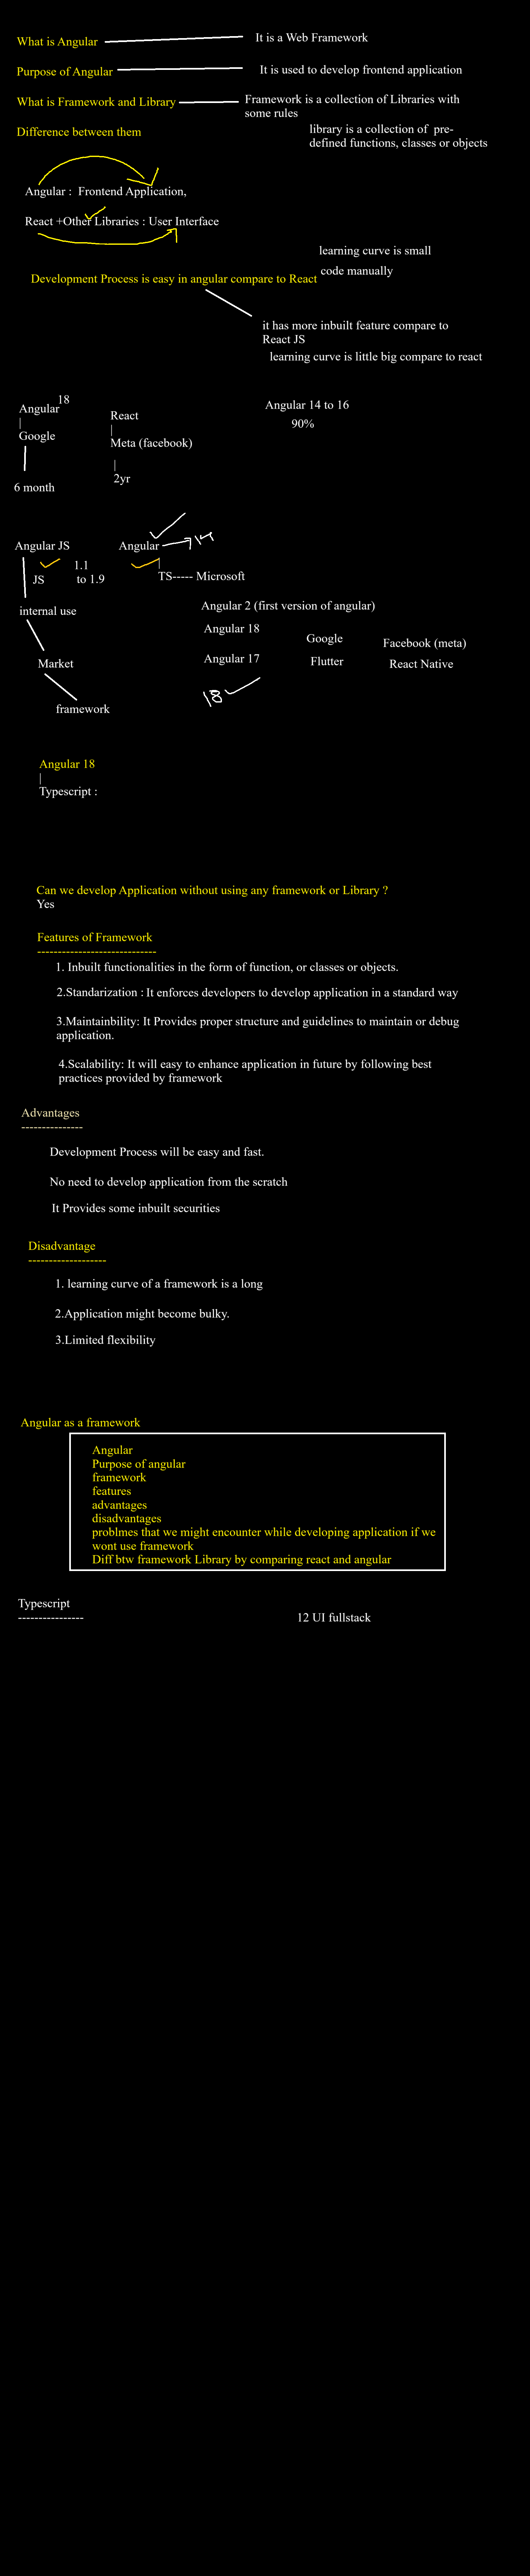 What is Angular
It is a Web Framework
Purpose of Angular
It is used to develop frontend application
What is Framework and Library
Framework is a collection of Libraries with
some rules
Difference between them
library is a collection of  pre-
defined functions, classes or objects
Angular :  Frontend Application,
React +Other Libraries : User Interface
learning curve is small
code manually
Development Process is easy in angular compare to React
it has more inbuilt feature compare to
React JS
learning curve is little big compare to react
18
Angular
|
Google
6 month
React
|
Meta (facebook)
|
2yr
Angular 14 to 16
90%
Angular JS
JS
1.1
to 1.9
internal use
Market
framework
Angular
14
|
TS----- Microsoft
Angular 2 (first version of angular)
Angular 18
Angular 17
18
Google
Flutter
Facebook (meta)
React Native
Angular 18
|
Typescript :
Can we develop Application without using any framework or Library ?
Yes
Features of Framework
-----------------------------
1. Inbuilt functionalities in the form of function, or classes or objects.
2.Standarization : It enforces developers to develop application in a standard way
3.Maintainbility: It Provides proper structure and guidelines to maintain or debug
application.
4.Scalability: It will easy to enhance application in future by following best
practices provided by framework
Advantages
---------------
Development Process will be easy and fast.
No need to develop application from the scratch
It Provides some inbuilt securities
Disadvantage
-------------------
1. learning curve of a framework is a long
2.Application might become bulky.
3.Limited flexibility
Angular as a framework
Angular
Purpose of angular
framework
features
advantages
disadvantages
problmes that we might encounter while developing application if we
wont use framework
Diff btw framework Library by comparing react and angular
Typescript
----------------
12 UI fullstack